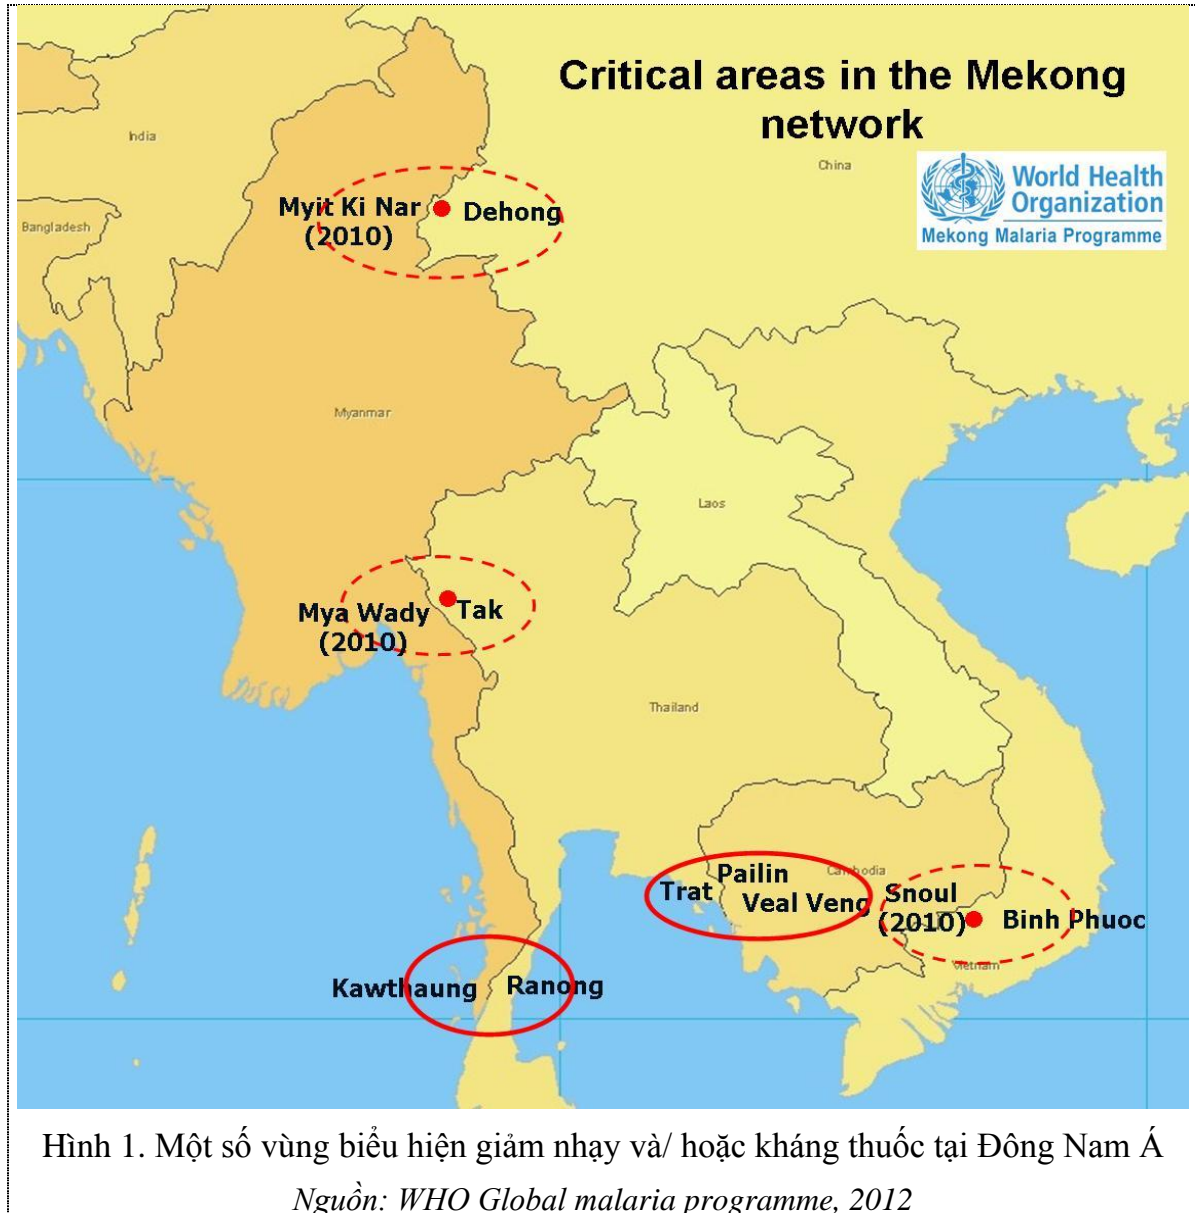 Critical areas in the Mekong
network
India
China
World Health
Organization
Mekong Malaria Programme
Myit Ki Nar
(2010)
Dehong
Bangladesh
Myanmar
Laos
Mya Wady
(2010)
Tak
Thailand
Cambodia
Pailin
Trat
Veal Veng
Snoul
(2010)
Binh Phuoc
Vietnam
Kawthaung
Ranong
Hình 1. Một số vùng biểu hiện giảm nhạy và/ hoặc kháng thuốc tại Đông Nam Á
Nguồn: WHO Global malaria programme, 2012